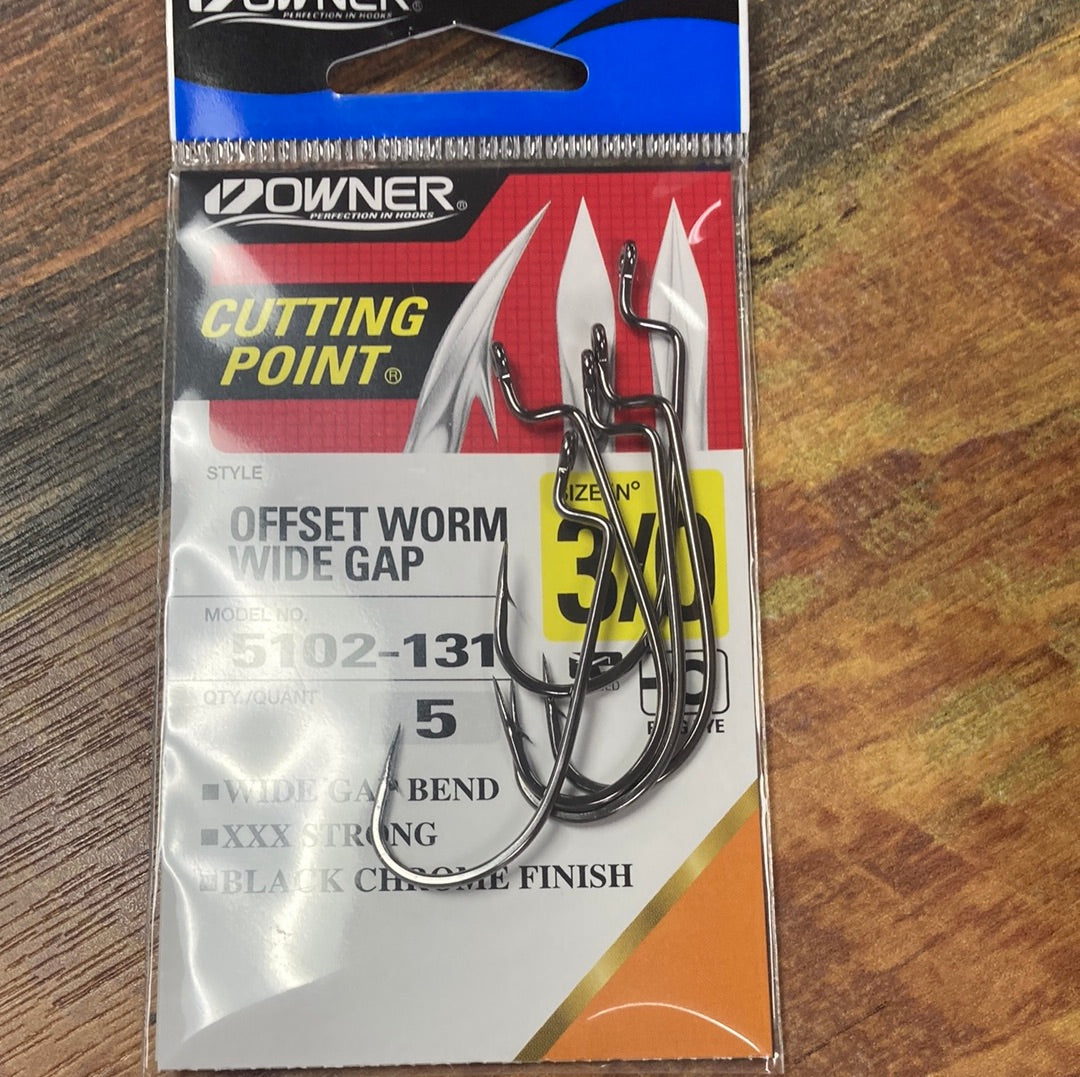 OWNER®
PERFECTION IN HOOKS
OWNER®
PERFECTION IN HOOKS
CUTTING
POINT®
STYLE
OFFSET WORM
WIDE GAP
SIZE/N°
3/0
MODEL NO.
5102-131
QTY./QUANT
5
■WIDE GAP BEND
■XXX STRONG
■BLACK CHROME FINISH